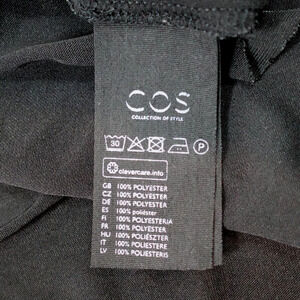 COS
COLLECTION OF STYLE
30 P
clevercare.info
GB 100% POLYESTER
CZ 100% POLYESTER
DE 100% POLYESTER
ES 100% poliéster
FI 100% POLYESTERIA
FR 100% POLYESTER
HU 100% POLIÉSZTER
IT 100% POLIESTERE
LV 100% POLIESTERIS